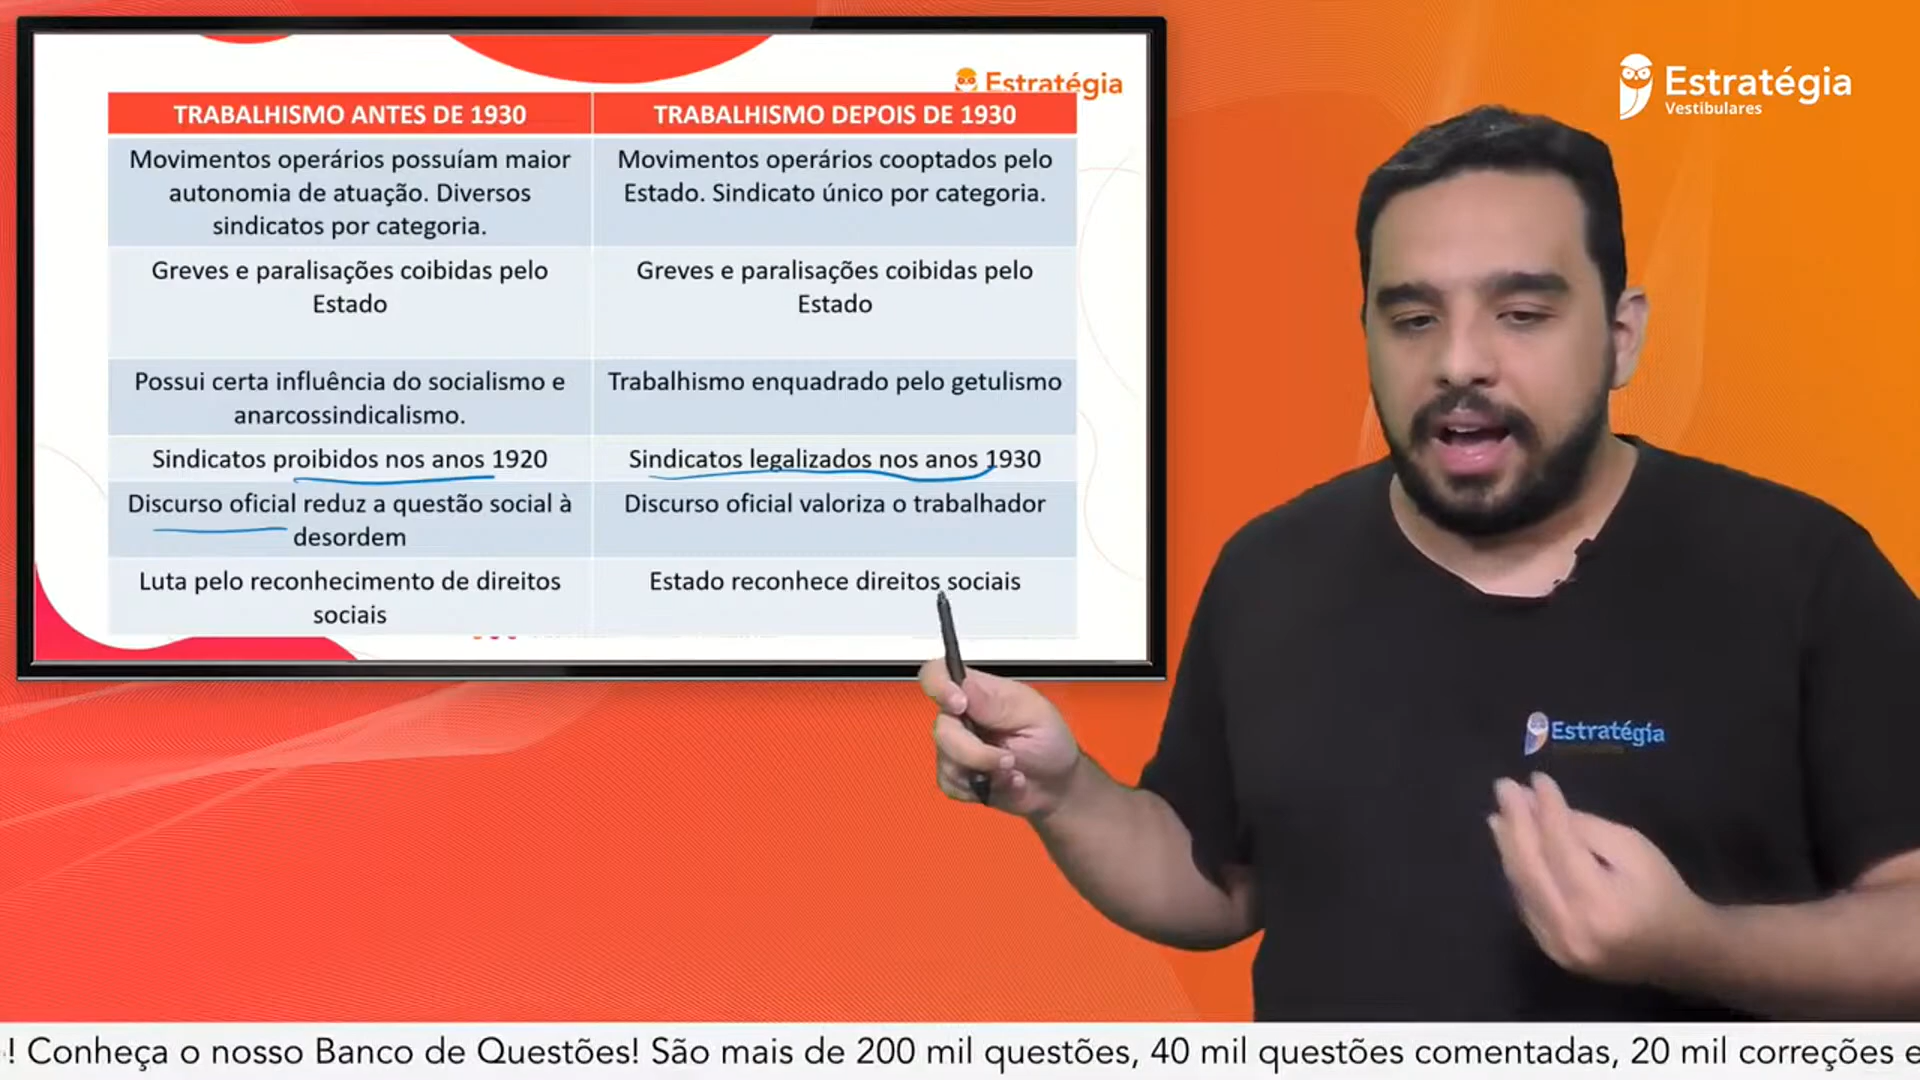 Estratégia
TRABALHISMO ANTES DE 1930
TRABALHISMO DEPOIS DE 1930
Movimentos operários possuíam maior
autonomia de atuação. Diversos
sindicatos por categoria.
Movimentos operários cooptados pelo
Estado. Sindicato único por categoria.
Greves e paralisações coibidas pelo
Estado
Greves e paralisações coibidas pelo
Estado
Possui certa influência do socialismo e
anarcossindicalismo.
Trabalhismo enquadrado pelo getulismo
Sindicatos proibidos nos anos 1920
Sindicatos legalizados nos anos 1930
Discurso oficial reduz a questão social à
desordem
Discurso oficial valoriza o trabalhador
Luta pelo reconhecimento de direitos
sociais
Estado reconhece direitos sociais
Estratégia
Vestibulares
Estratégia
! Conheça o nosso Banco de Questões! São mais de 200 mil questões, 40 mil questões comentadas, 20 mil correções e